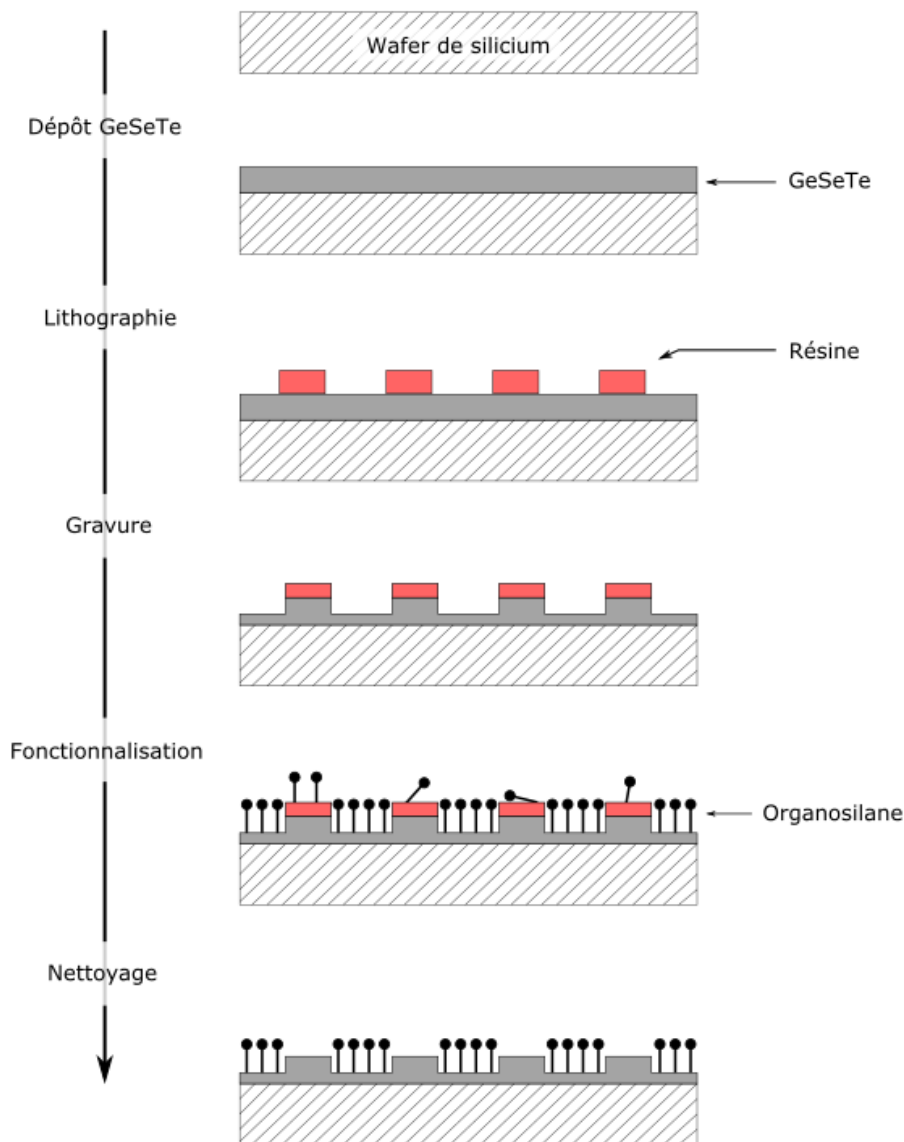 Wafer de silicium
Dépôt GeSeTe
GeSeTe
Lithographie
Résine
Gravure
Fonctionnalisation
Organosilane
Nettoyage